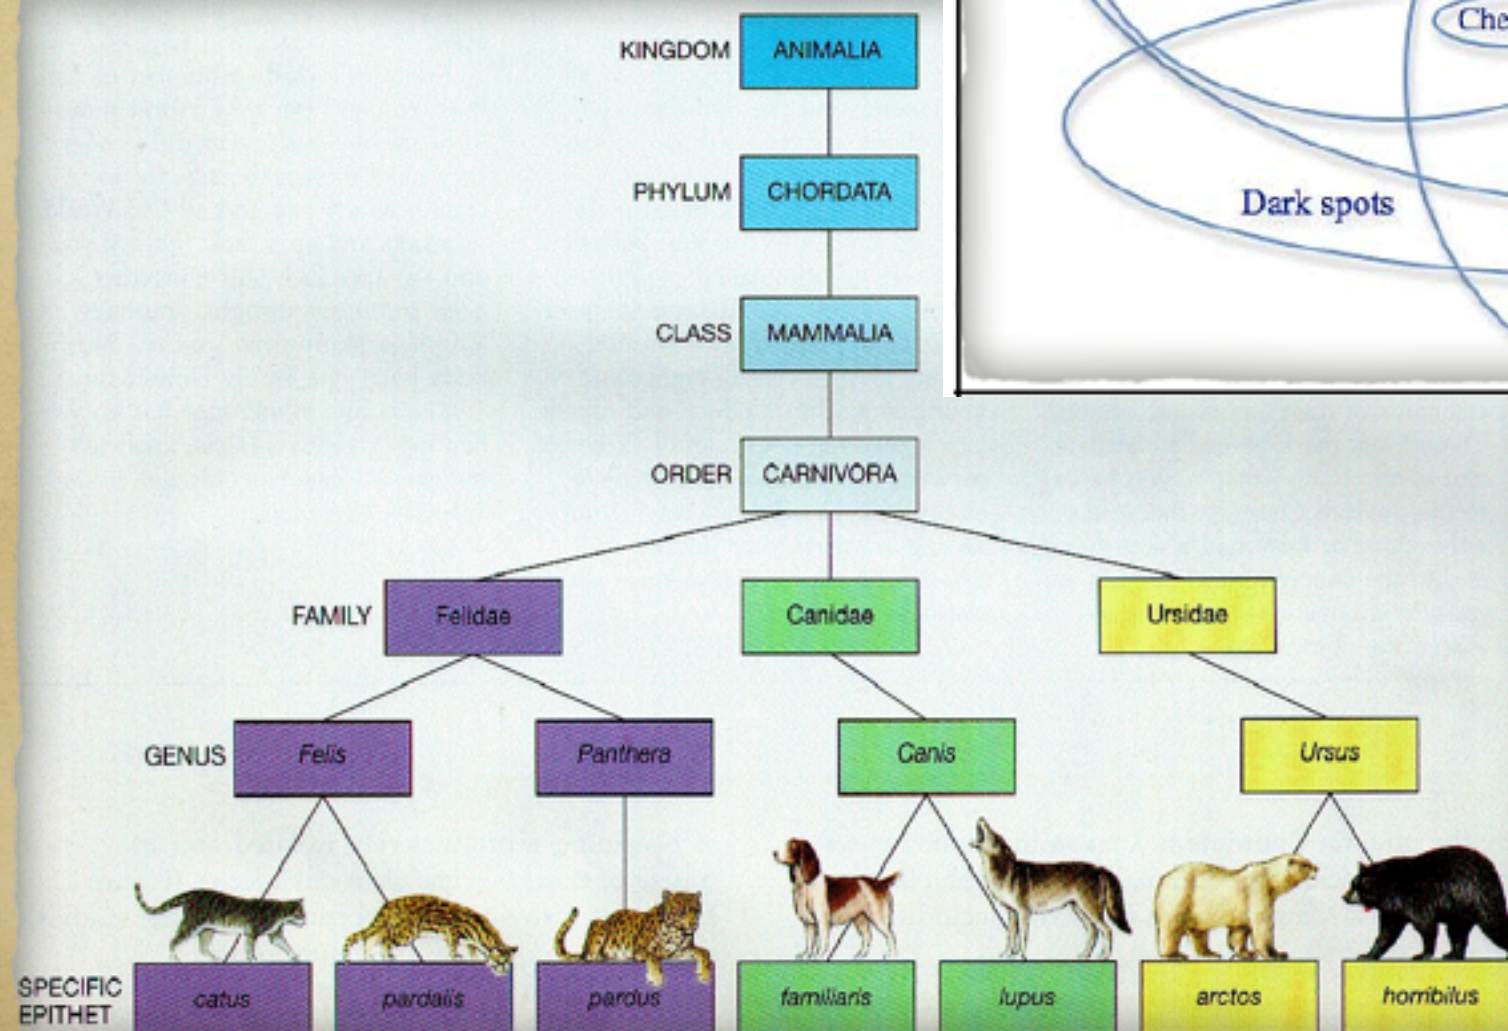 KINGDOM ANIMALIA
PHYLUM CHORDATA
CLASS MAMMALIA
ORDER CARNIVORA
FAMILY Felidae Canidae Ursidae
GENUS Felis Panthera Canis Ursus
SPECIFIC
EPITHET
catus pardalis pardus familiaris lupus arctos horribilus
Che
Dark spots